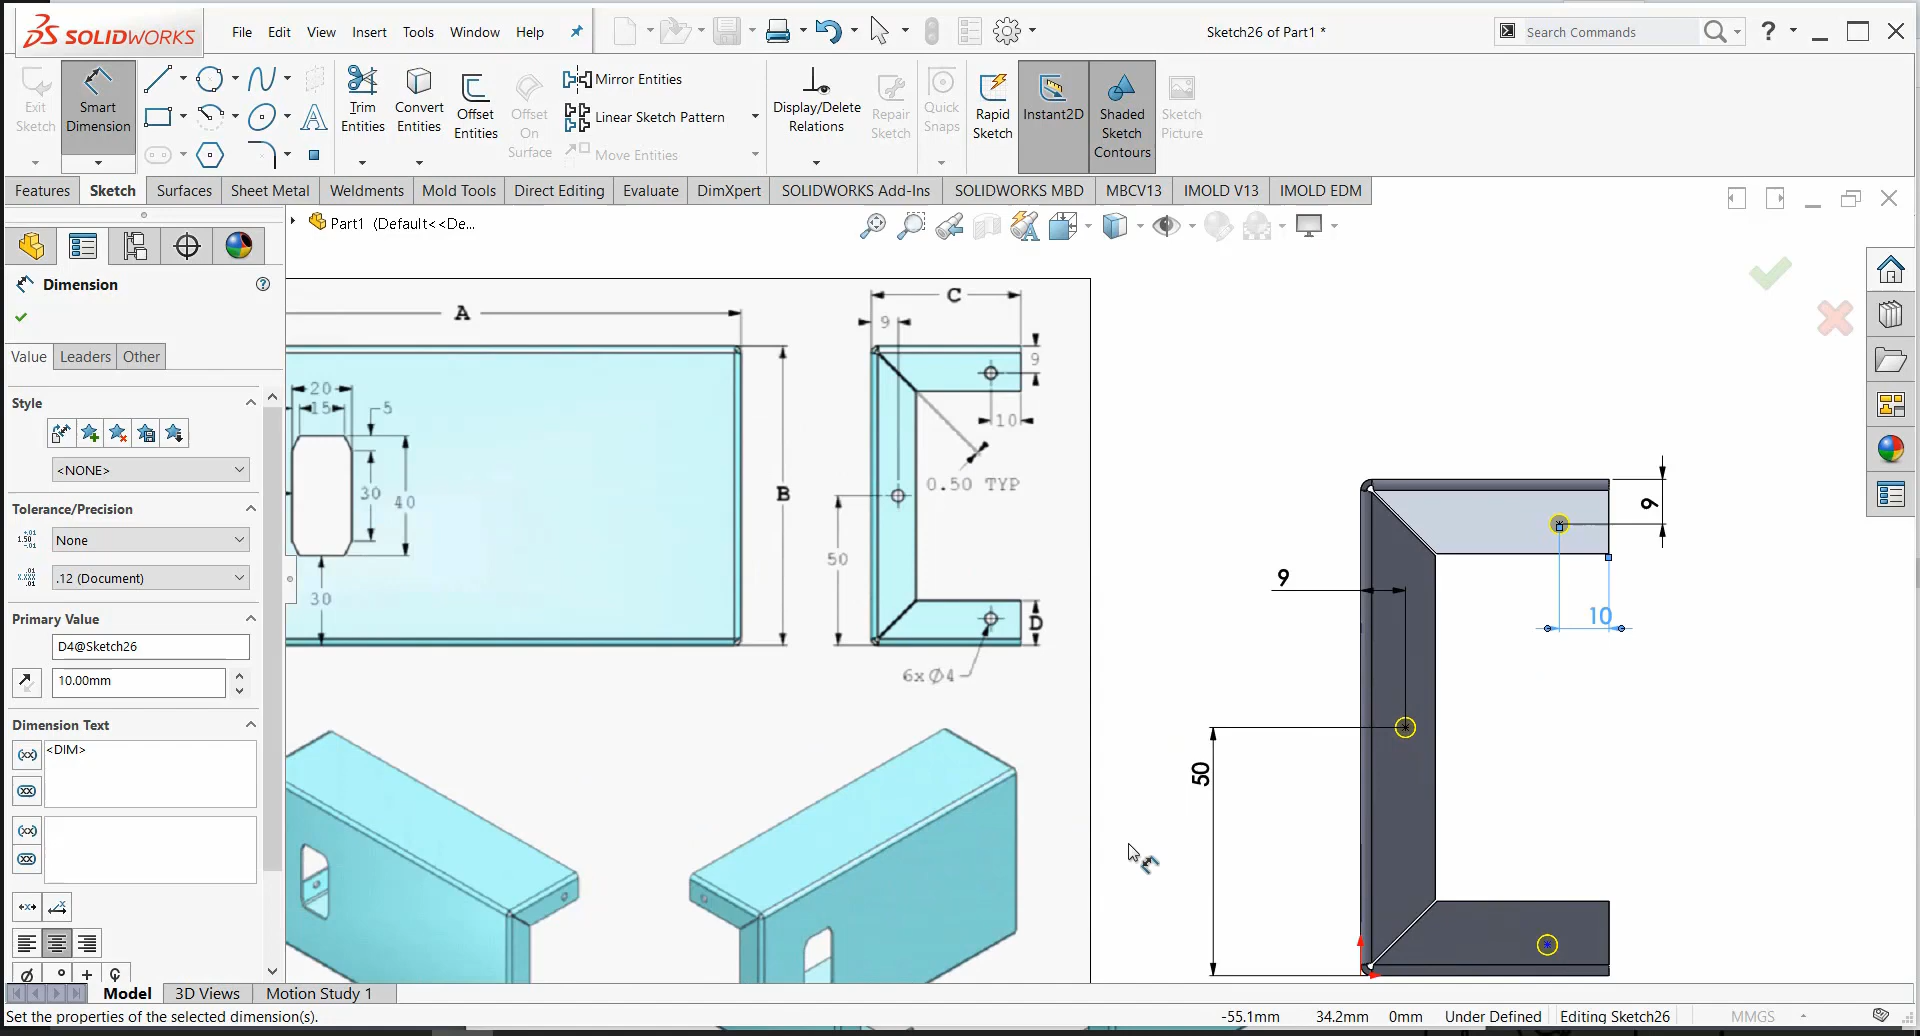 SOLIDWORKS
File Edit View Insert Tools Window Help
Sketch26 of Part1 *
Search Commands
Exit Sketch
Smart Dimension
Trim Entities
Convert Entities
Offset Entities
Offset On Surface
Mirror Entities
Linear Sketch Pattern
Move Entities
Display/Delete Relations
Repair Sketch
Quick Snaps
Rapid Sketch
Instant2D
Shaded Sketch Contours
Sketch Picture
Features Sketch Surfaces Sheet Metal Weldments Mold Tools Direct Editing Evaluate DimXpert SOLIDWORKS Add-Ins SOLIDWORKS MBD MBCV13 IMOLD V13 IMOLD EDM
Part1 (Default<<De...
Dimension
Value Leaders Other
Style
<NONE>
Tolerance/Precision
None
.12 (Document)
Primary Value
D4@Sketch26
10.00mm
Dimension Text
<DIM>
A
20
15
5
30
40
30
B
C
9
9
10
0.50 TYP
50
D
6x Ø4
9
9
10
50
Model 3D Views Motion Study 1
Set the properties of the selected dimension(s).
-55.1mm 34.2mm 0mm Under Defined Editing Sketch26 MMGS